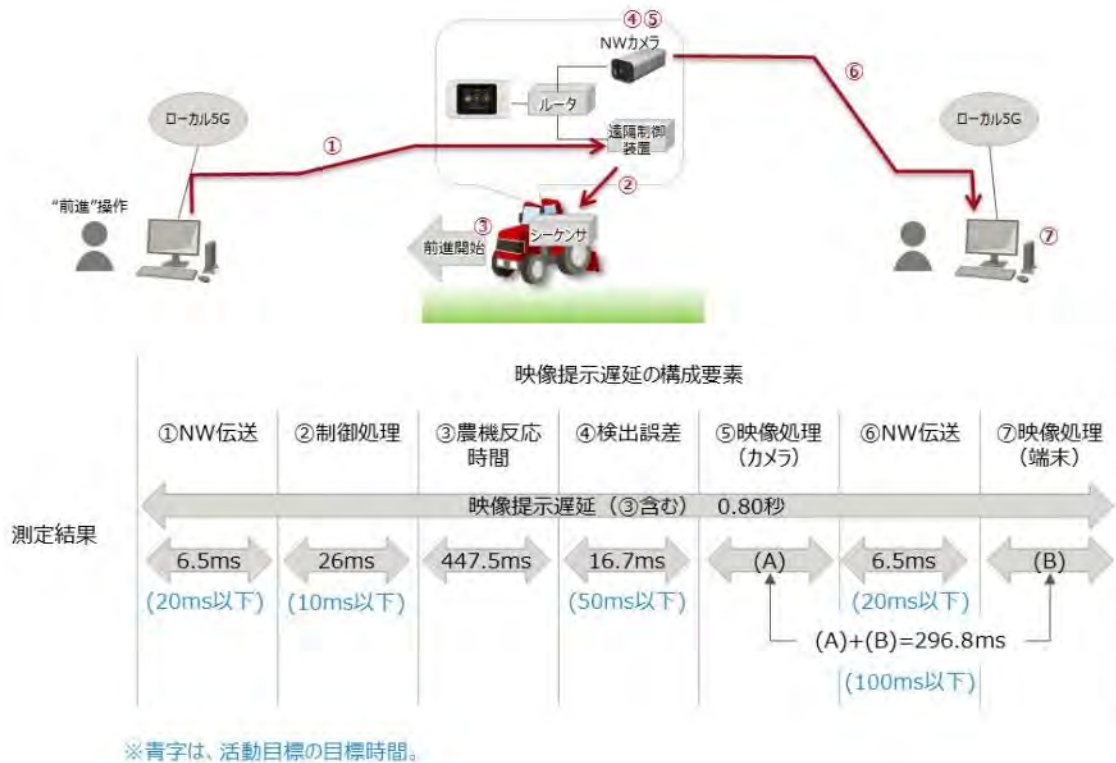 ④⑤
NWカメラ
⑥
ルータ
ローカル5G
ローカル5G
①
遠隔制御
装置
②
“前進”操作
③
前進開始
シーケンサ
⑦
映像提示遅延の構成要素
①NW伝送
②制御処理
③農機反応
時間
④検出誤差
⑤映像処理
(カメラ)
⑥NW伝送
⑦映像処理
(端末)
映像提示遅延(③含む) 0.80秒
測定結果
6.5ms
26ms
447.5ms
16.7ms
(A)
6.5ms
(B)
(20ms以下)
(10ms以下)
(50ms以下)
(20ms以下)
(A)+(B)=296.8ms
(100ms以下)
※青字は、活動目標の目標時間。